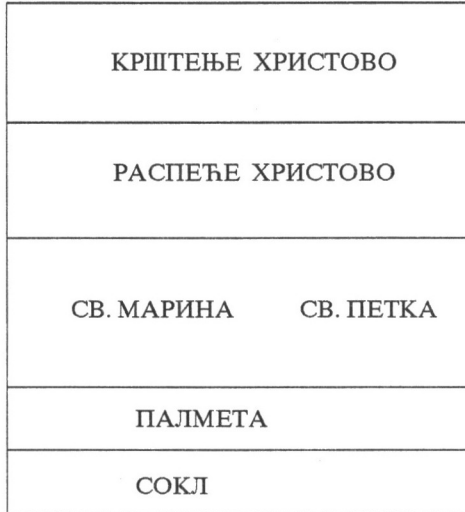 КРШТЕЊЕ ХРИСТОВО
РАСПЕЋЕ ХРИСТОВО
СВ. МАРИНА СВ. ПЕТКА
ПАЛМЕТА
СОКЛ